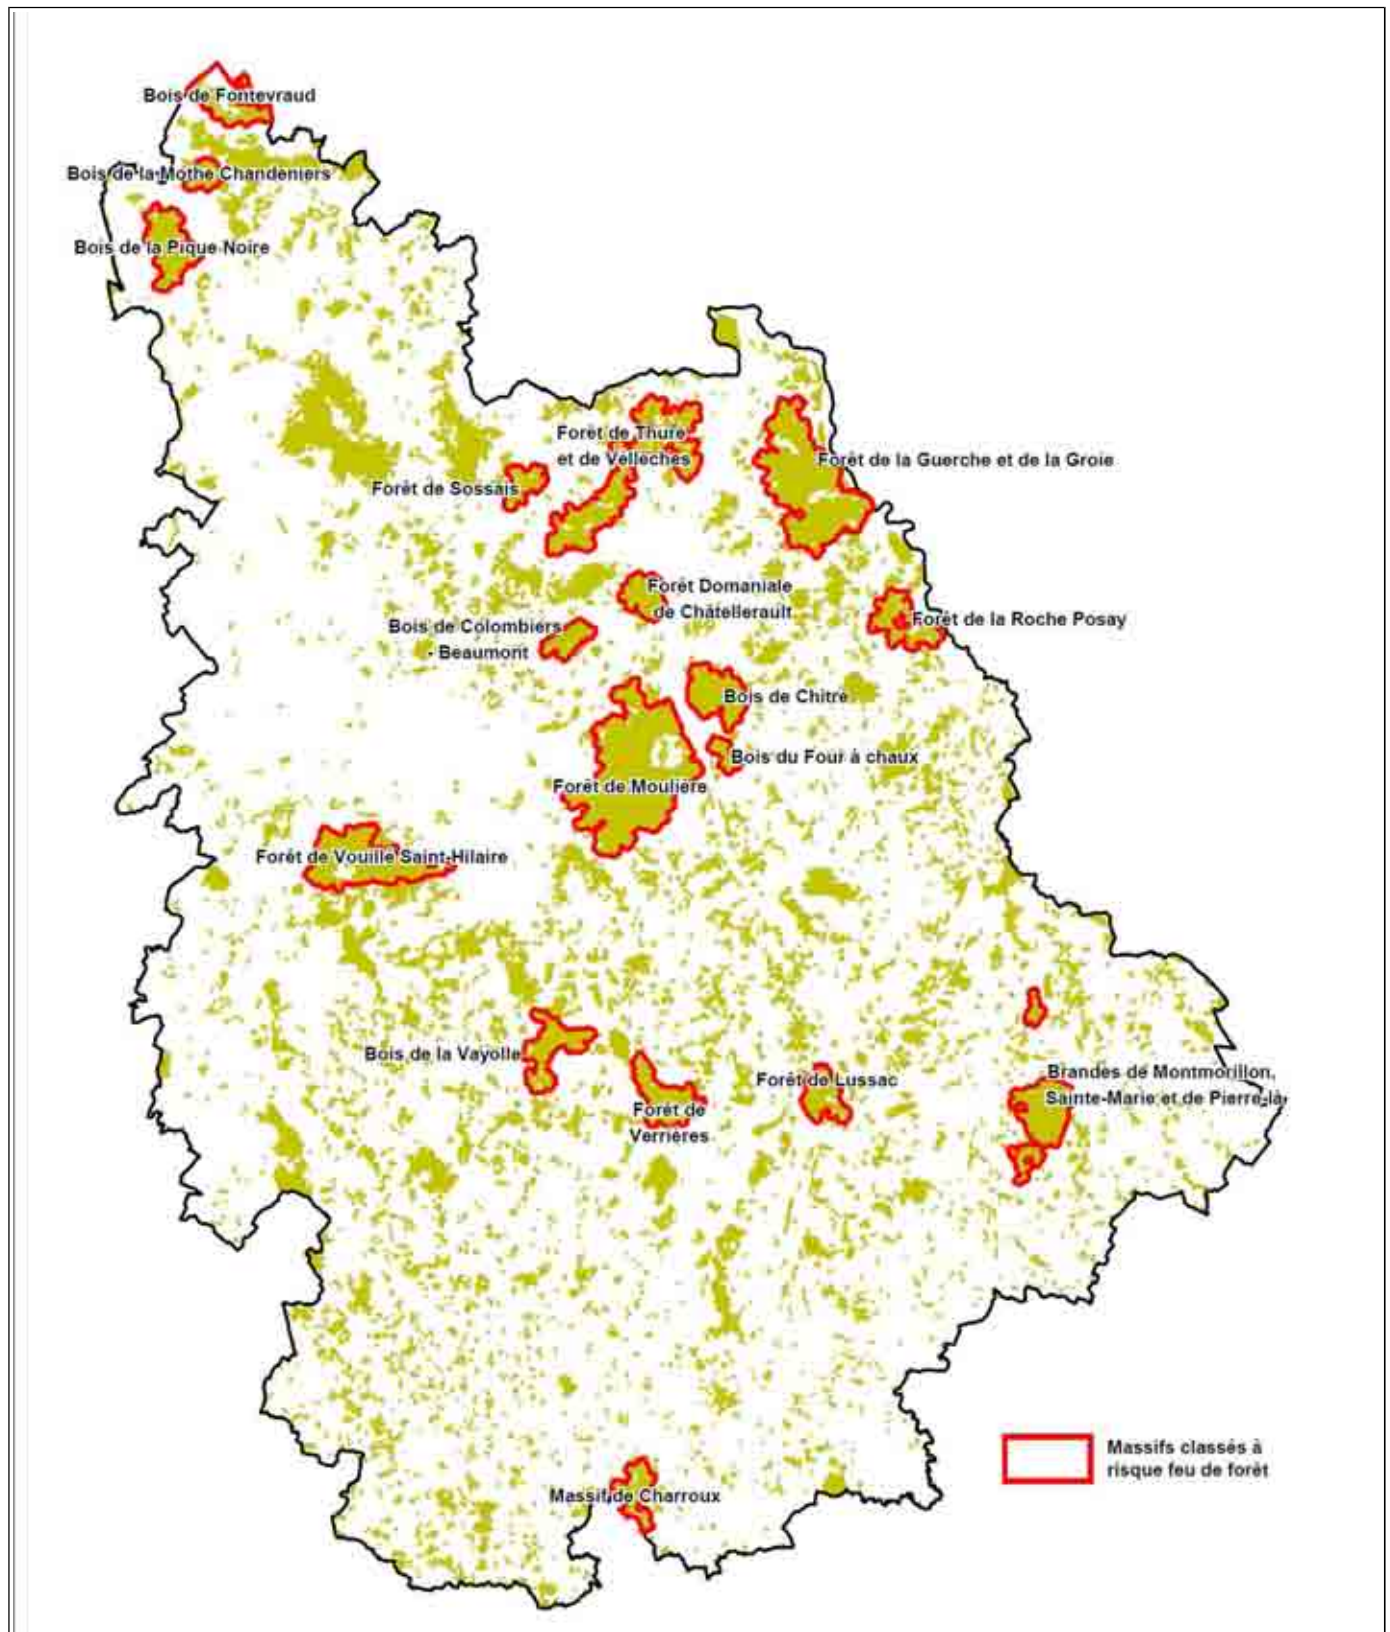 Bois de Fontevraud
Bois de la Mothe Chandeniers
Bois de la Pique Noire
Forêt de Thuré
et de Vellèches
Forêt de la Guerche et de la Groie
Forêt de Sossais
Forêt Domaniale
de Châtellerault
Forêt de la Roche Posay
Bois de Colombiers
- Beaumont
Bois de Chitré
Bois du Four à chaux
Forêt de Moulière
Forêt de Vouillé Saint-Hilaire
Bois de la Vayolle
Forêt de Lussac
Brandes de Montmorillon,
Sainte-Marie et de Pierre-là
Forêt de
Verrières
Massifs classés à
risque feu de forêt
Massif de Charroux